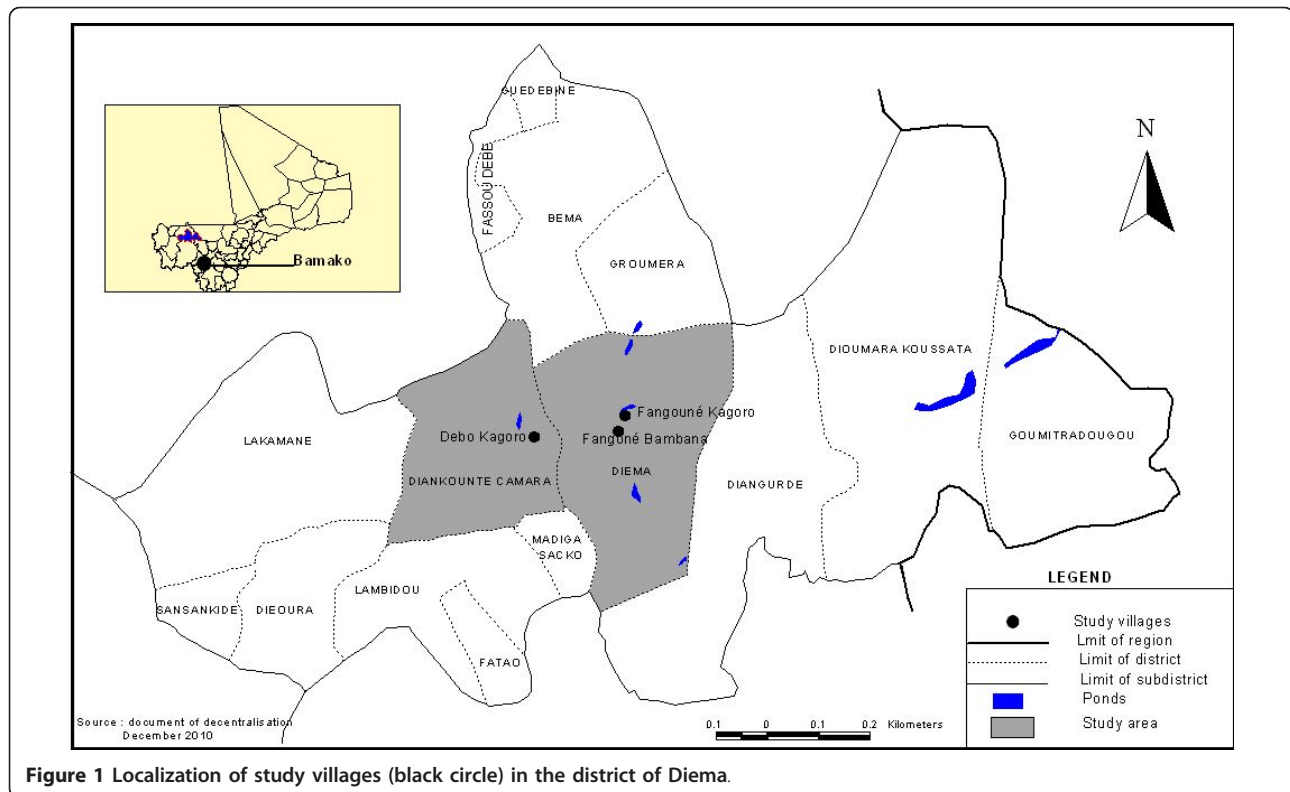 GUEDEBINE
N
FASSOU DEBE
BEMA
Bamako
GROUMERA
DIOUMARA KOUSSATA
Fangouné Kagoro
LAKAMANE
Debo Kagoro
Fangoné Bambana
GOUMITRADOUGOU
DIEMA
DIANKOUNTE CAMARA
DIANGURDE
MADIGA
SACKO
LEGEND
SANSANKIDE
DIEOURA
LAMBIDOU
Study villages
Lmit of region
Limit of district
FATAO
Limit of subdistrict
Ponds
Source : document of decentralisation
December 2010
0.1 0 0.1 0.2 Kilometers
Study area
Figure 1 Localization of study villages (black circle) in the district of Diema.